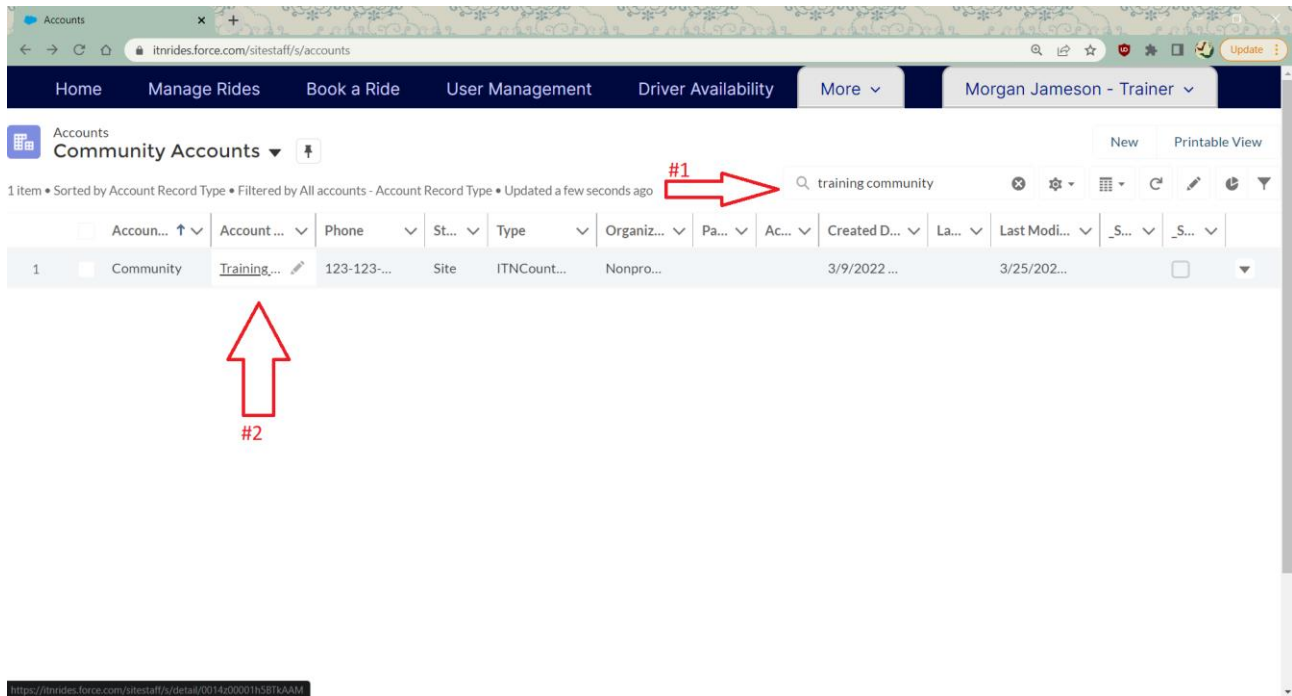 Accounts
itnrides.force.com/sitestaff/s/accounts
Update
Home Manage Rides Book a Ride User Management Driver Availability More Morgan Jameson - Trainer
Accounts
Community Accounts
New Printable View
#1
1 item • Sorted by Account Record Type • Filtered by All accounts - Account Record Type • Updated a few seconds ago
training community
Accoun... Account ... Phone St... Type Organiz... Pa... Ac... Created D... La... Last Modi... _S... _S...
1 Community Training ... 123-123-... Site ITNCount... Nonpro... 3/9/2022 ... 3/25/202...
#2
https://itnrides.force.com/sitestaff/s/detail/0014z00001h5BTkAAM